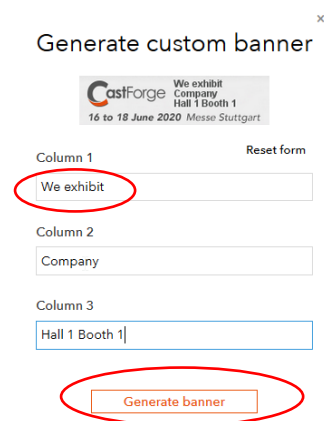 ×
Generate custom banner
CastForge
We exhibit
Company
Hall 1 Booth 1
16 to 18 June 2020 Messe Stuttgart
Reset form
Column 1
We exhibit
Column 2
Company
Column 3
Hall 1 Booth 1
Generate banner